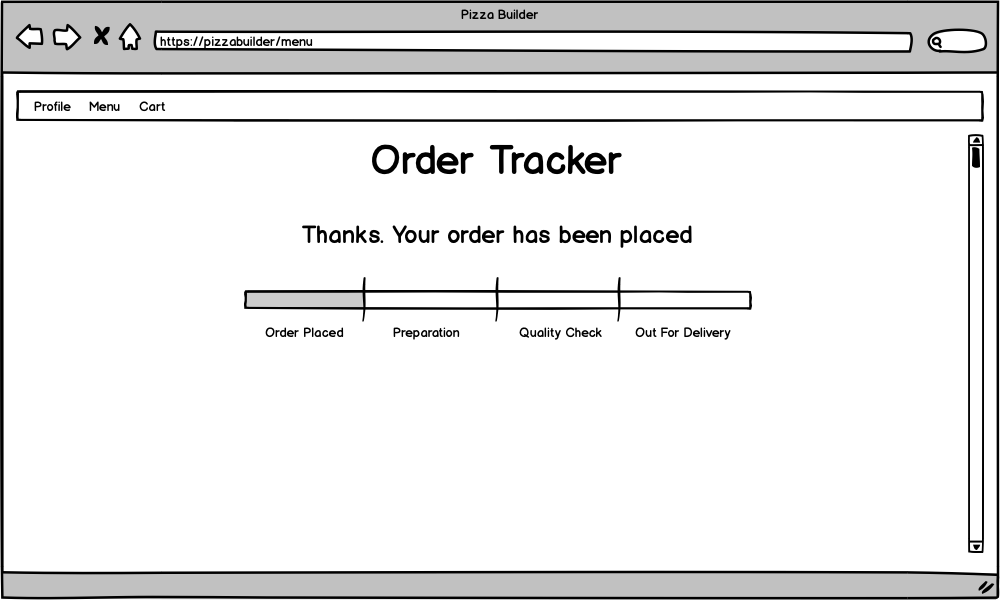 Pizza Builder
https://pizzabuilder/menu
Profile Menu Cart
Order Tracker
Thanks. Your order has been placed
Order Placed Preparation Quality Check Out For Delivery